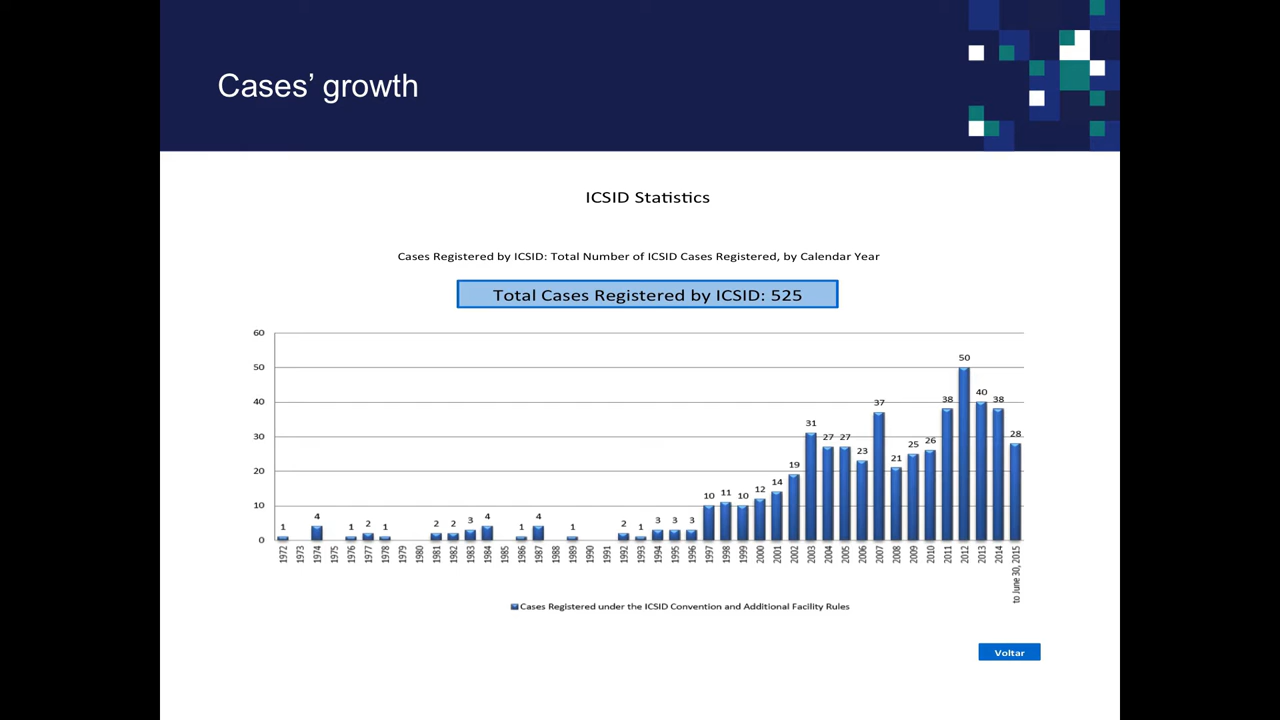 Cases’ growth
ICSID Statistics
Cases Registered by ICSID: Total Number of ICSID Cases Registered, by Calendar Year
Total Cases Registered by ICSID: 525
60
50
40
30
20
10
0
1 4 1 2 1 2 2 3 4 1 4 1 2 1 3 3 3 10 11 10 12 14 19 31 27 27 23 37 21 25 26 38 50 40 38 28
1972 1973 1974 1975 1976 1977 1978 1979 1980 1981 1982 1983 1984 1985 1986 1987 1988 1989 1990 1991 1992 1993 1994 1995 1996 1997 1998 1999 2000 2001 2002 2003 2004 2005 2006 2007 2008 2009 2010 2011 2012 2013 2014 to June 30, 2015
Cases Registered under the ICSID Convention and Additional Facility Rules
Voltar